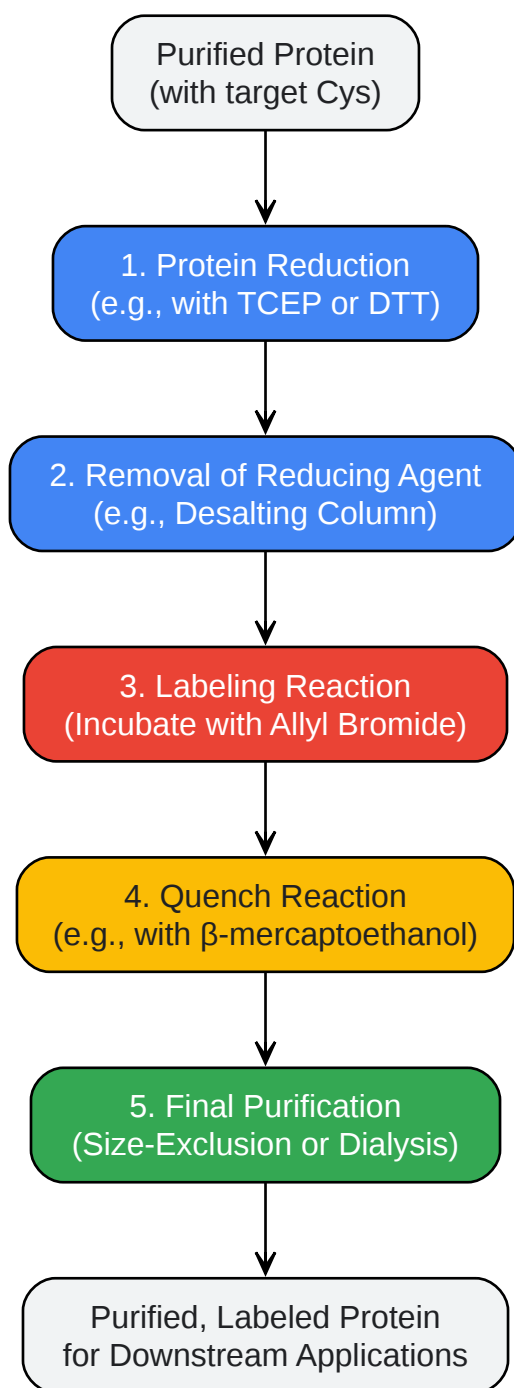 Purified Protein
(with target Cys)
1. Protein Reduction
(e.g., with TCEP or DTT)
2. Removal of Reducing Agent
(e.g., Desalting Column)
3. Labeling Reaction
(Incubate with Allyl Bromide)
4. Quench Reaction
(e.g., with β-mercaptoethanol)
5. Final Purification
(Size-Exclusion or Dialysis)
Purified, Labeled Protein
for Downstream Applications